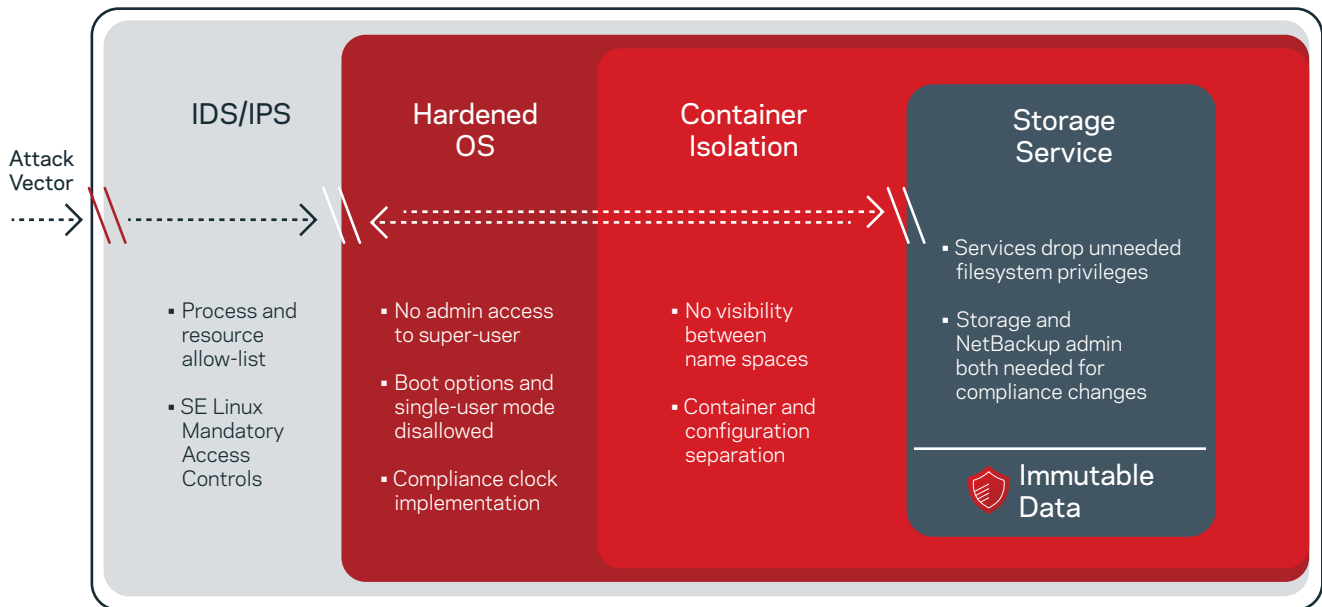 Attack
Vector
IDS/IPS
▪ Process and
resource
allow-list
▪ SE Linux
Mandatory
Access
Controls
Hardened
OS
▪ No admin access
to super-user
▪ Boot options and
single-user mode
disallowed
▪ Compliance clock
implementation
Container
Isolation
▪ No visibility
between
name spaces
▪ Container and
configuration
separation
Storage
Service
▪ Services drop unneeded
filesystem privileges
▪ Storage and
NetBackup admin
both needed for
compliance changes
Immutable
Data